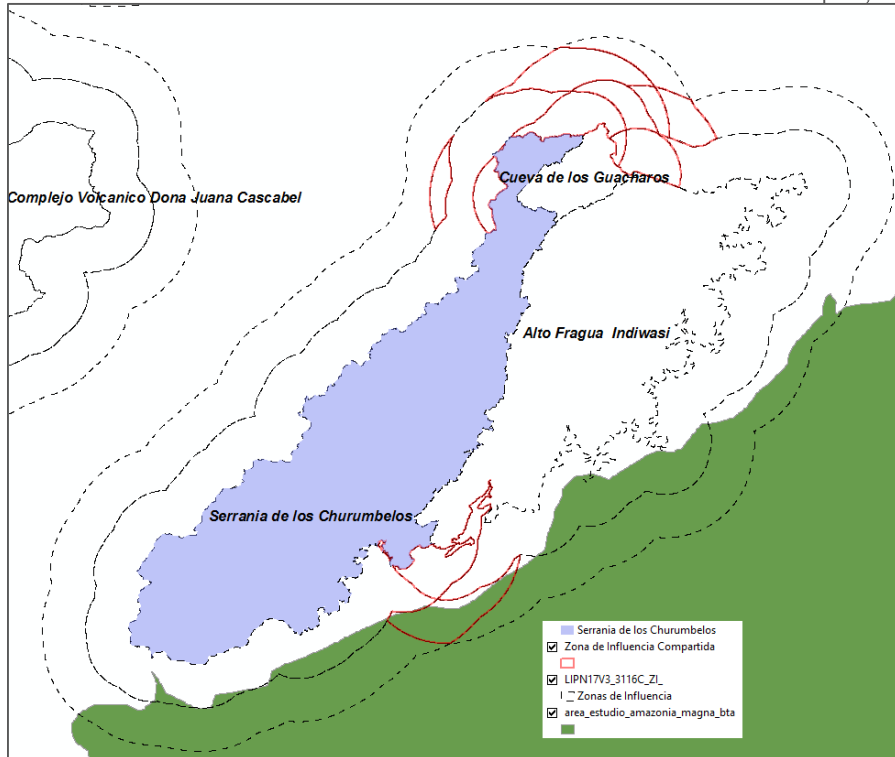 Cueva de los Guacharos
Complejo Volcanico Dona Juana Cascabel
Alto Fragua Indiwasi
Serrania de los Churumbelos
Serrania de los Churumbelos
Zona de Influencia Compartida
LIPN17V3_3116C_ZI_
Zonas de Influencia
area_estudio_amazonia_magna_bta